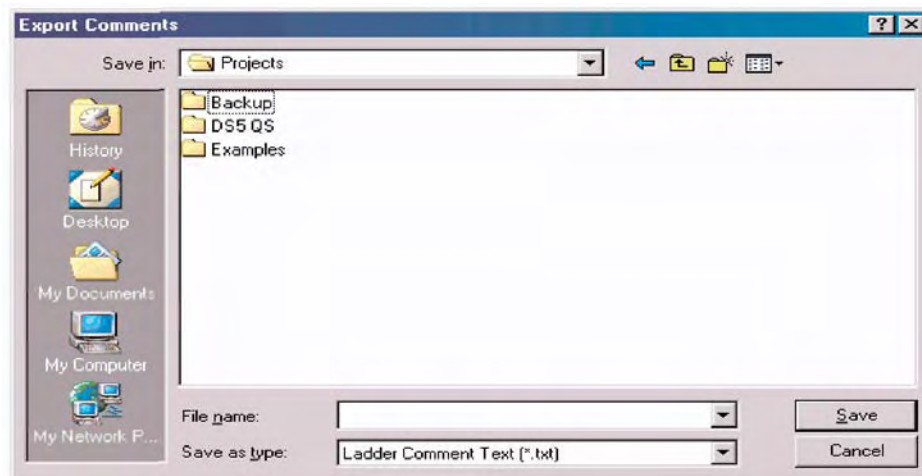 Export Comments
Save in: Projects
Backup
DS5 QS
Examples
History
Desktop
My Documents
My Computer
My Network P...
File name:
Save
Save as type: Ladder Comment Text (*.txt)
Cancel